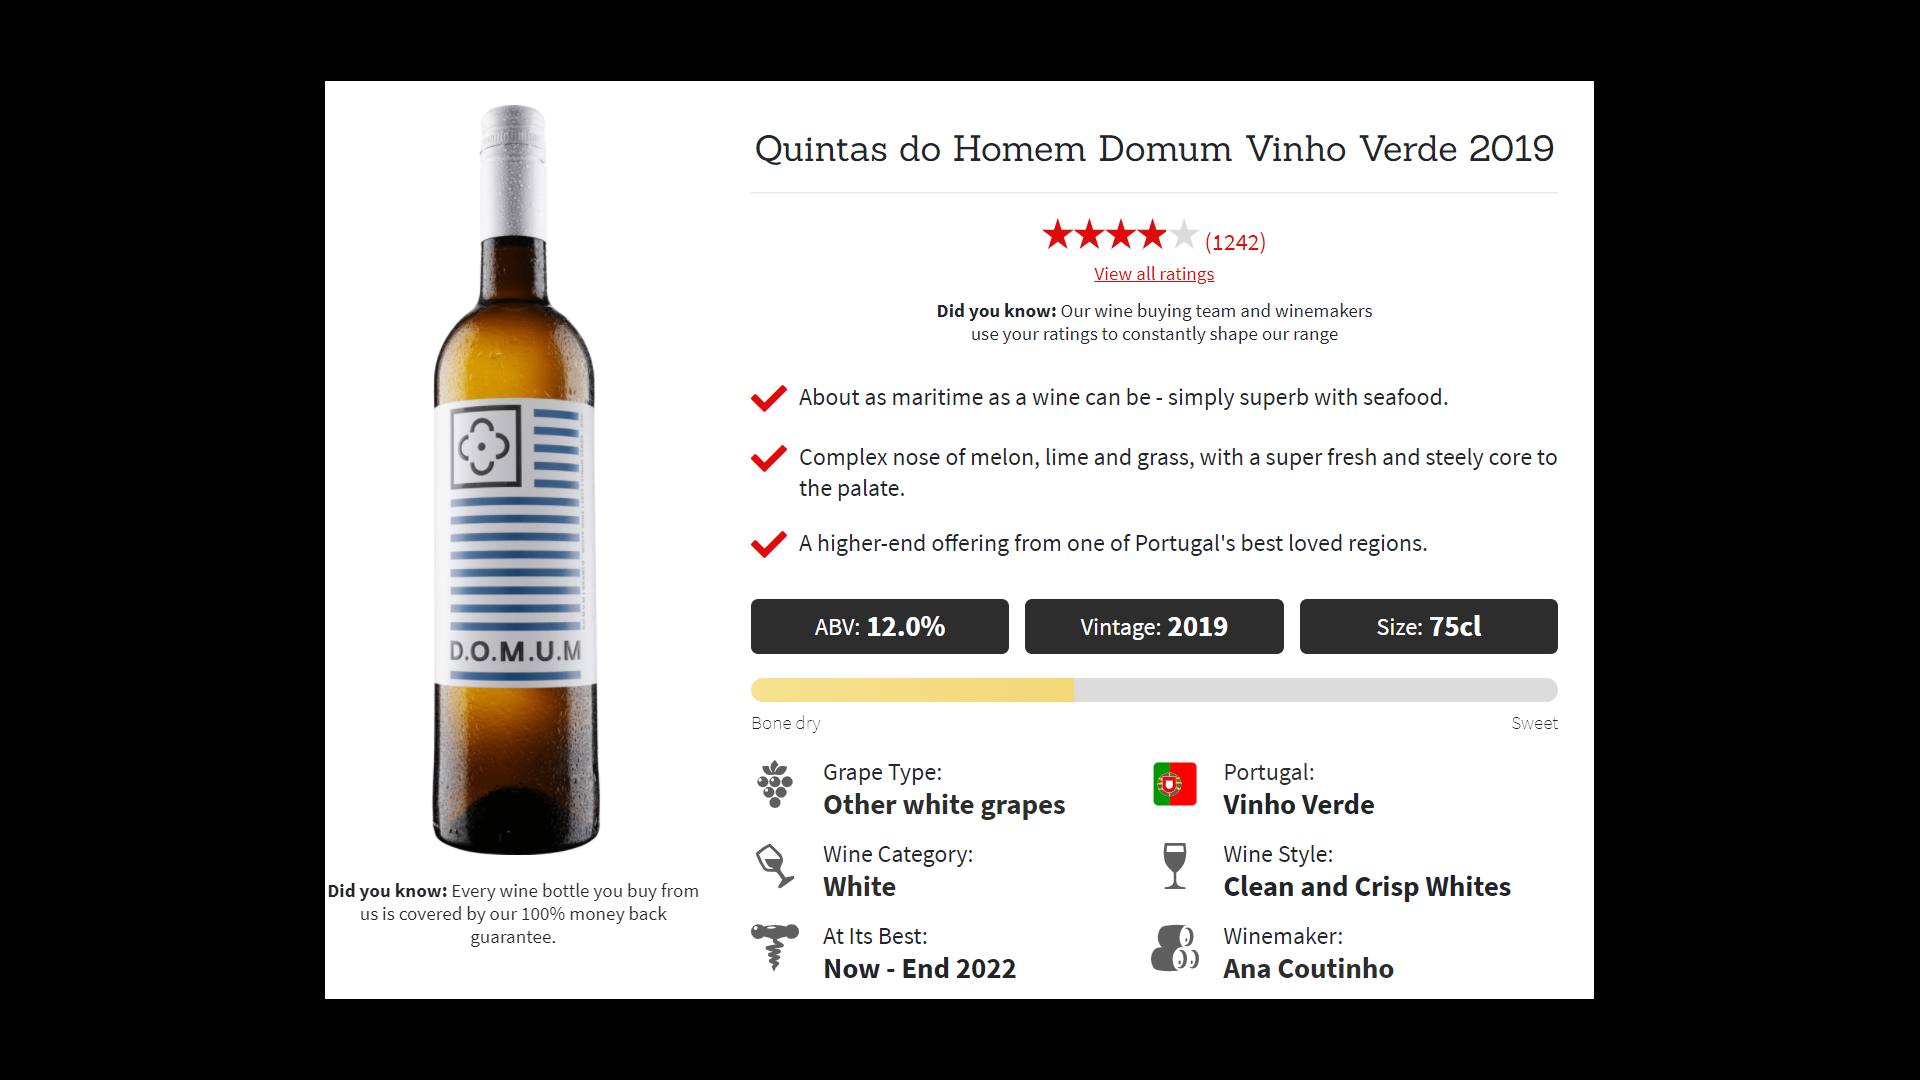 Quintas do Homem Domum Vinho Verde 2019
(1242)
View all ratings
Did you know: Our wine buying team and winemakers
use your ratings to constantly shape our range
About as maritime as a wine can be - simply superb with seafood.
Complex nose of melon, lime and grass, with a super fresh and steely core to
the palate.
A higher-end offering from one of Portugal's best loved regions.
ABV: 12.0%
Vintage: 2019
Size: 75cl
Bone dry
Sweet
Grape Type:
Other white grapes
Portugal:
Vinho Verde
Wine Category:
White
Wine Style:
Clean and Crisp Whites
At Its Best:
Now - End 2022
Winemaker:
Ana Coutinho
D.O.M.U.M
Did you know: Every wine bottle you buy from
us is covered by our 100% money back
guarantee.